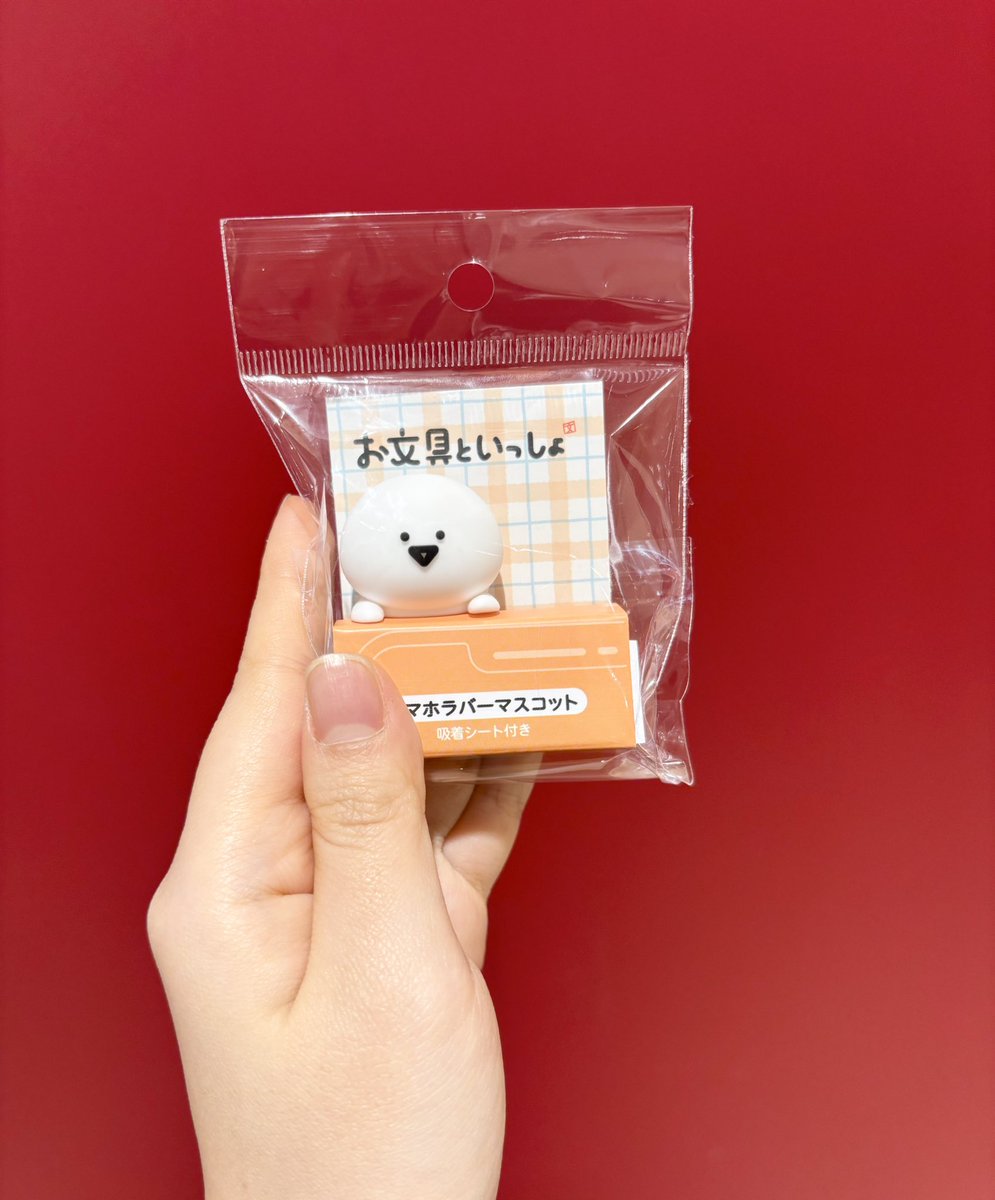 お文具といっしょ
文
マホラバーマスコット
吸着シート付き